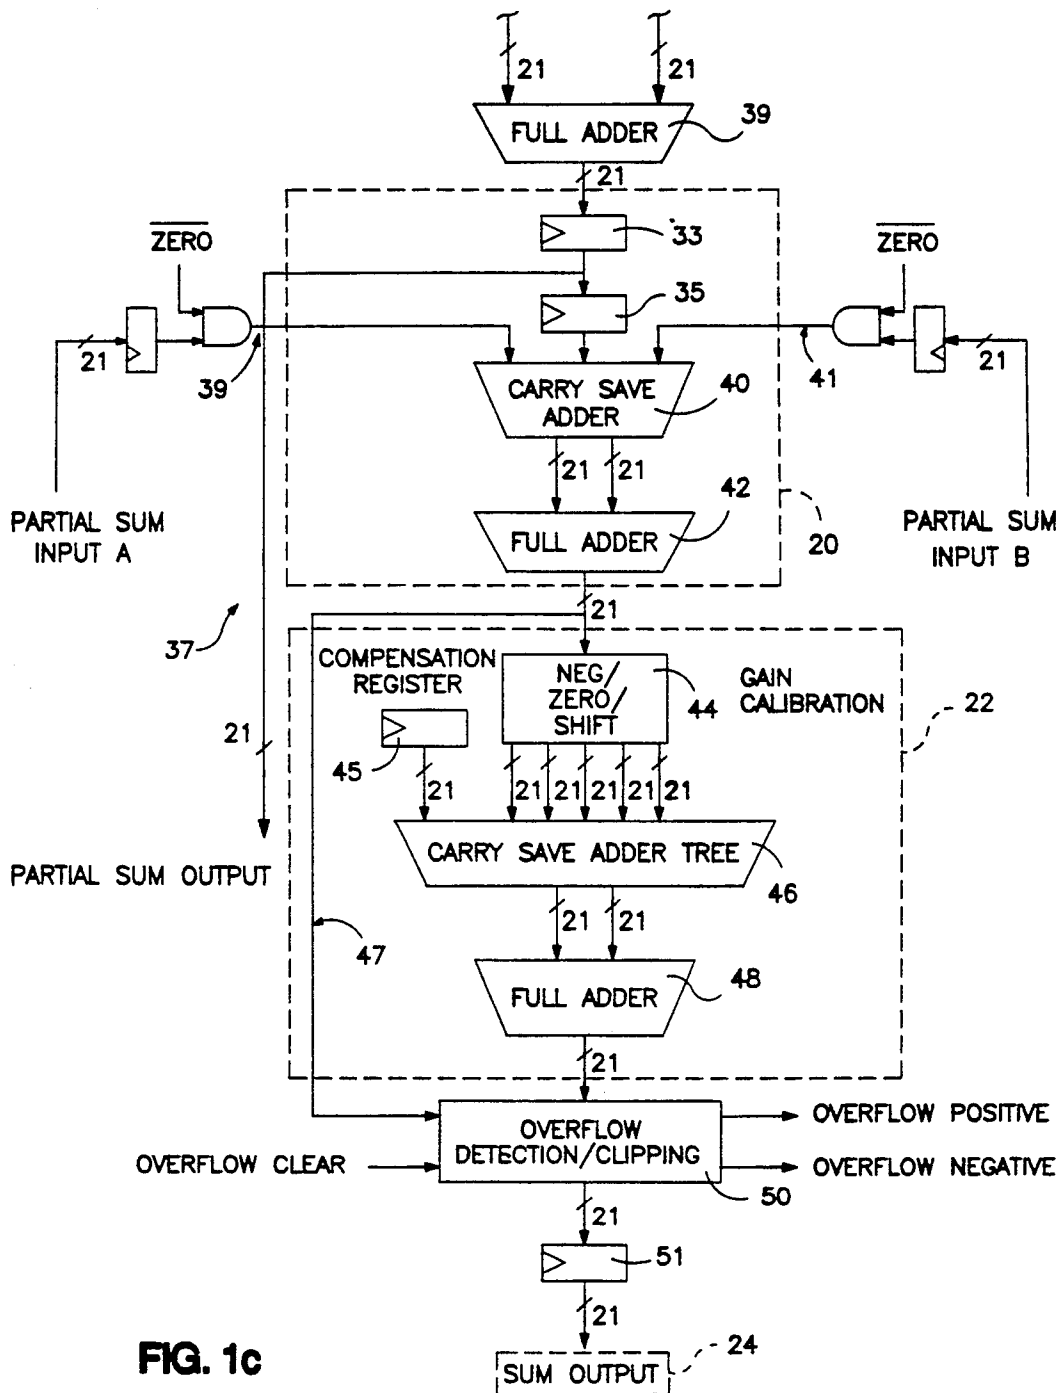 21 21
FULL ADDER 39
21
ZERO
33
ZERO
35
21
39
41
21
CARRY SAVE
ADDER
40
21 21
42
PARTIAL SUM
INPUT A
FULL ADDER
20
PARTIAL SUM
INPUT B
21
37
COMPENSATION
REGISTER
NEG/
ZERO/
SHIFT
44
GAIN
CALIBRATION
22
21
45
21
21 21 21 21 21
CARRY SAVE ADDER TREE
46
PARTIAL SUM OUTPUT
21 21
47
FULL ADDER
48
21
OVERFLOW
DETECTION/CLIPPING
50
OVERFLOW POSITIVE
OVERFLOW CLEAR
OVERFLOW NEGATIVE
21
51
21
FIG. 1c
SUM OUTPUT
24